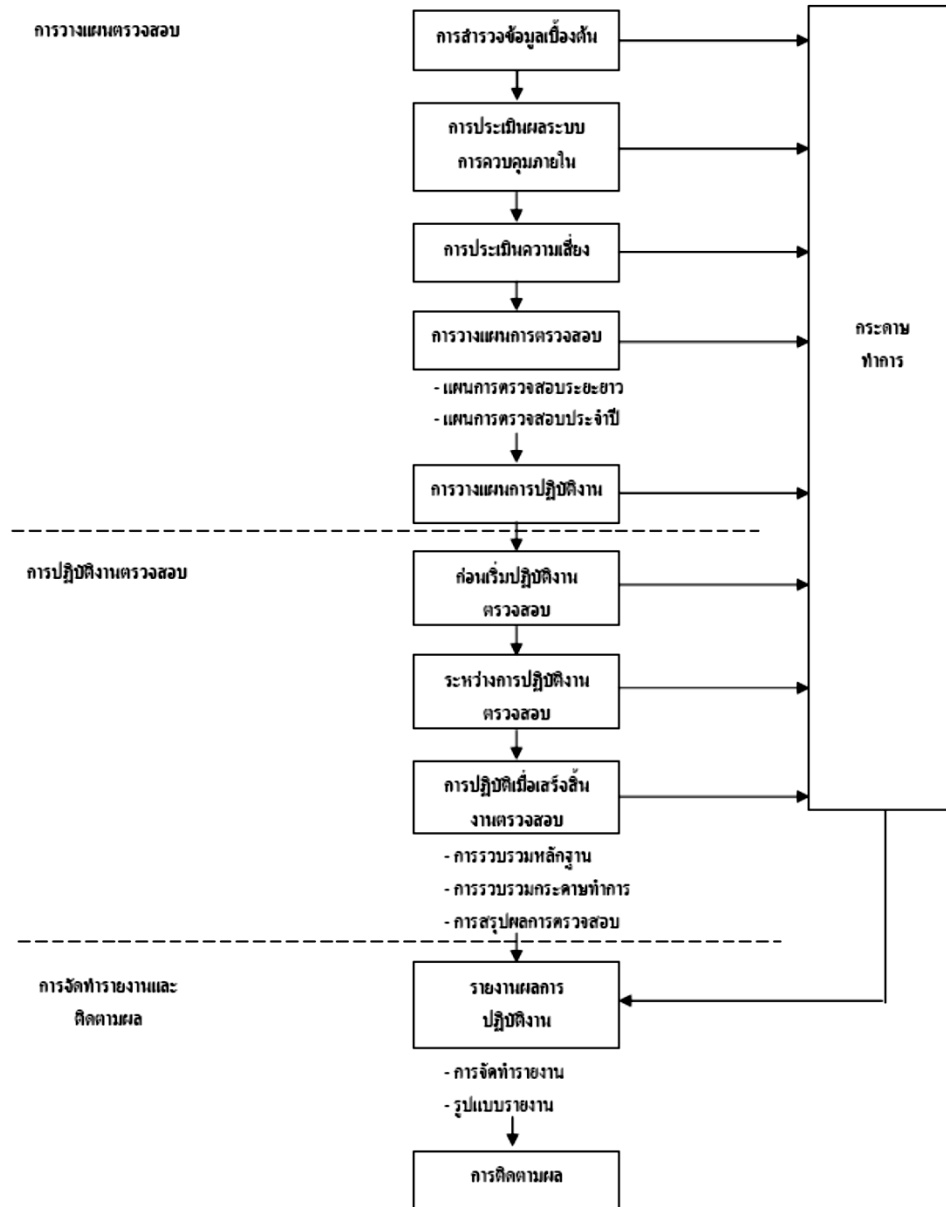 การวางแผนตรวจสอบ
การสำรวจข้อมูลเบื้องต้น
การประเมินผลระบบ
การควบคุมภายใน
การประเมินความเสี่ยง
การวางแผนการตรวจสอบ
- แผนการตรวจสอบระยะยาว
- แผนการตรวจสอบประจำปี
การวางแผนการปฏิบัติงาน
กระดาษ
ทำการ
การปฏิบัติงานตรวจสอบ
ก่อนเริ่มปฏิบัติงาน
ตรวจสอบ
ระหว่างการปฏิบัติงาน
ตรวจสอบ
การปฏิบัติเมื่อเสร็จสิ้น
งานตรวจสอบ
- การรวบรวมหลักฐาน
- การรวบรวมกระดาษทำการ
- การสรุปผลการตรวจสอบ
การจัดทำรายงานและ
ติดตามผล
รายงานผลการ
ปฏิบัติงาน
- การจัดทำรายงาน
- รูปแบบรายงาน
การติดตามผล